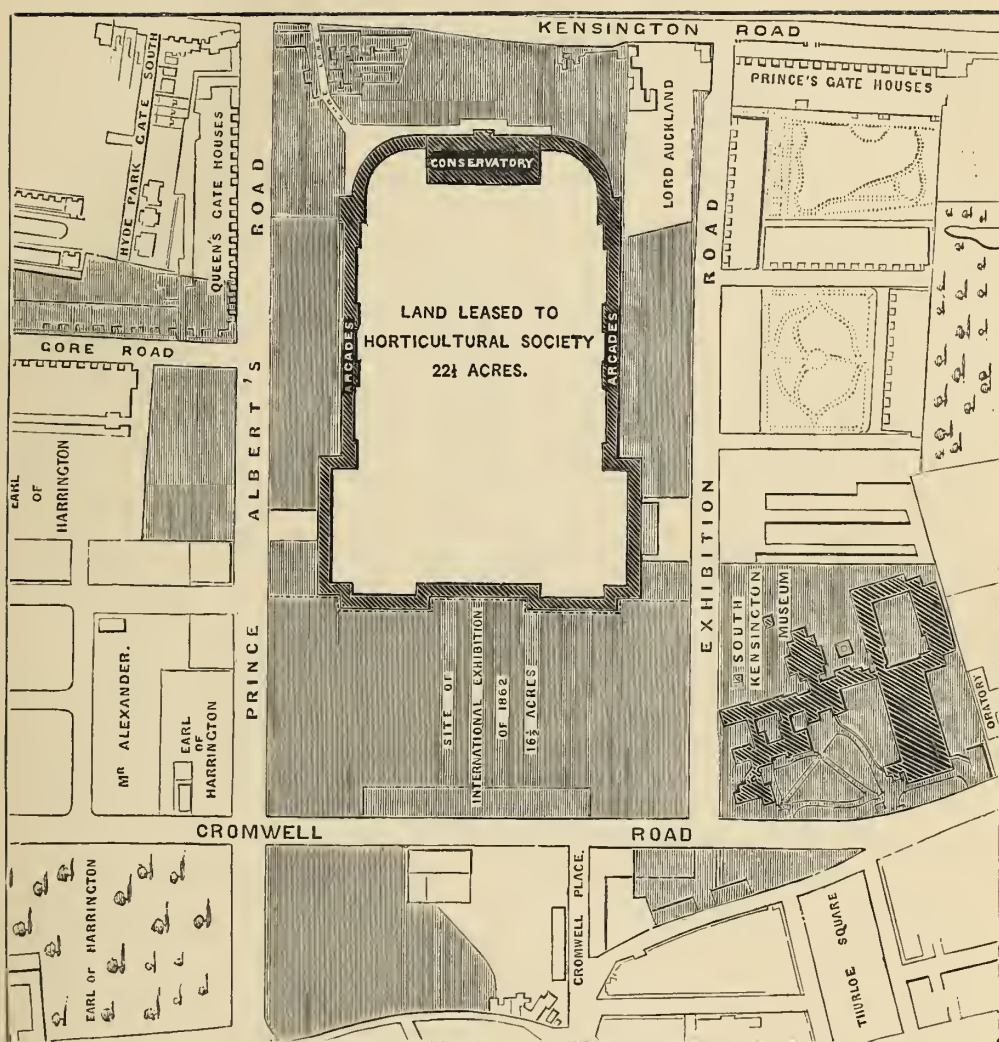 KENSINGTON ROAD
HYDE PARK GATE SOUTH
QUEEN'S GATE HOUSES
PRINCE ALBERT'S ROAD
CONSERVATORY
LORD AUCKLAND
PRINCE'S GATE HOUSES
EXHIBITION ROAD
ARCADES
LAND LEASED TO
HORTICULTURAL SOCIETY
22½ ACRES.
ARCADES
GORE ROAD
EARL
OF
HARRINGTON
SOUTH
KENSINGTON
MUSEUM
ORATORY
MR ALEXANDER.
EARL
OF
HARRINGTON
SITE OF
INTERNATIONAL EXHIBITION
OF 1862
16½ ACRES
CROMWELL ROAD
EARL OF HARRINGTON
CROMWELL PLACE.
THURLOE SQUARE